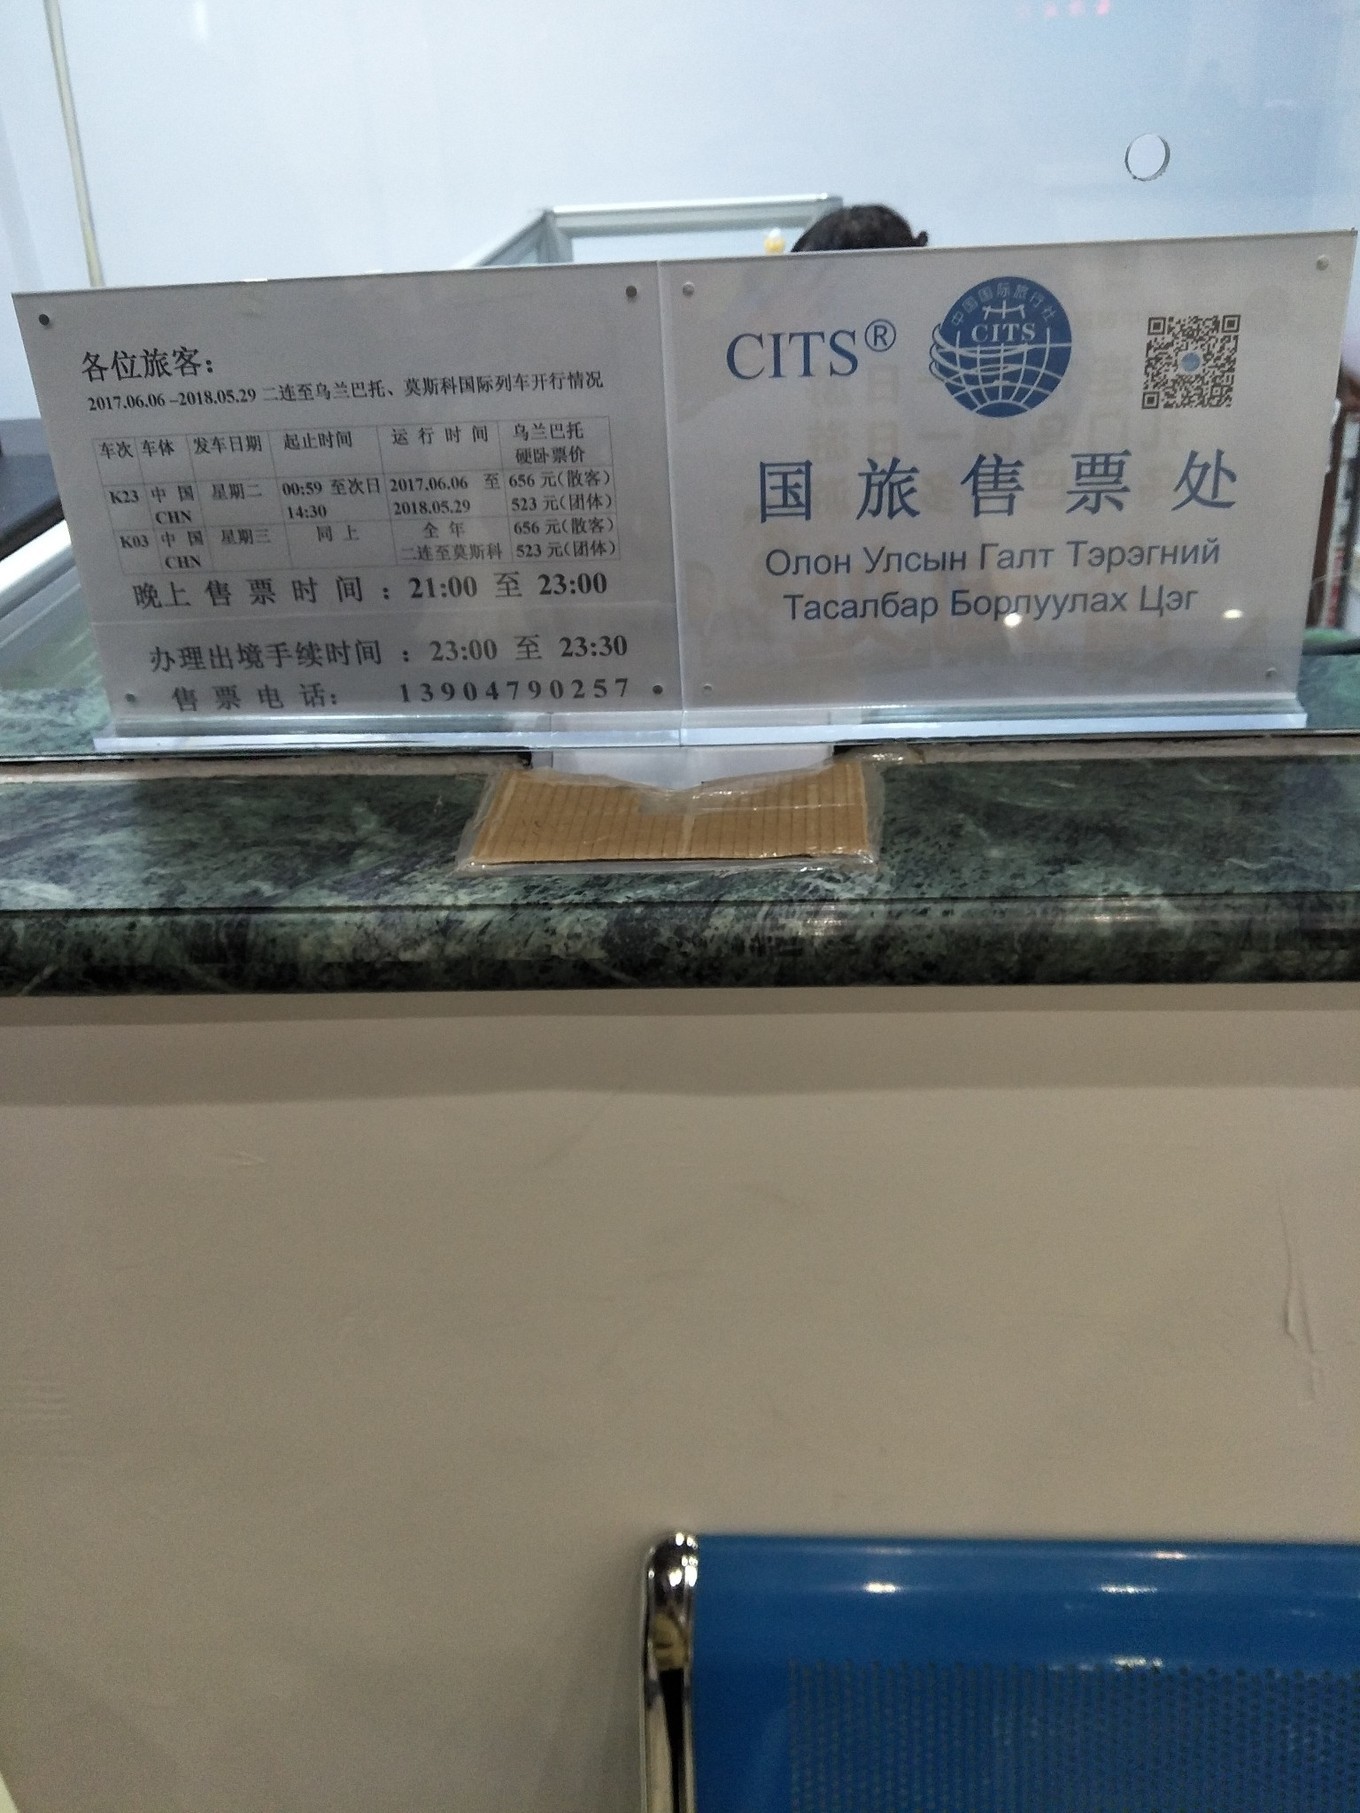 各位旅客：
2017.06.06 –2018.05.29 二连至乌兰巴托、莫斯科国际列车开行情况
车次 车体 发车日期 起止时间 运 行 时 间 乌兰巴托
硬卧票价
K23 中 国 星期二 00:59 至次日 2017.06.06 至 656 元（散客）
CHN 14:30 2018.05.29 523 元（团体）
K03 中 国 星期三 同 上 全 年 656 元（散客）
CHN 二连至莫斯科 523 元（团体）
晚上 售 票 时 间 ：21:00 至 23:00
办理出境手续时间 ：23:00 至 23:30
售 票 电 话： 13904790257
CITS®
中国国际旅行社
CITS
国 旅 售 票 处
Олон Улсын Галт Тэрэгний
Тасалбар Борлуулах Цэг